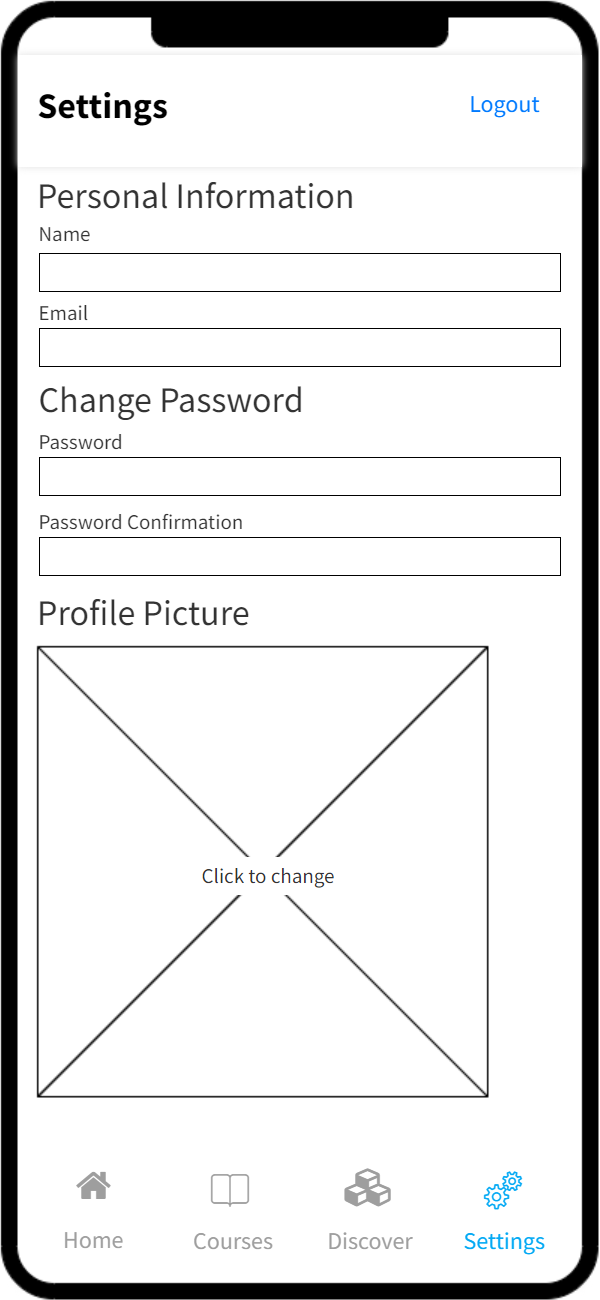 Settings
Logout
Personal Information
Name
Email
Change Password
Password
Password Confirmation
Profile Picture
Click to change
Home
Courses
Discover
Settings